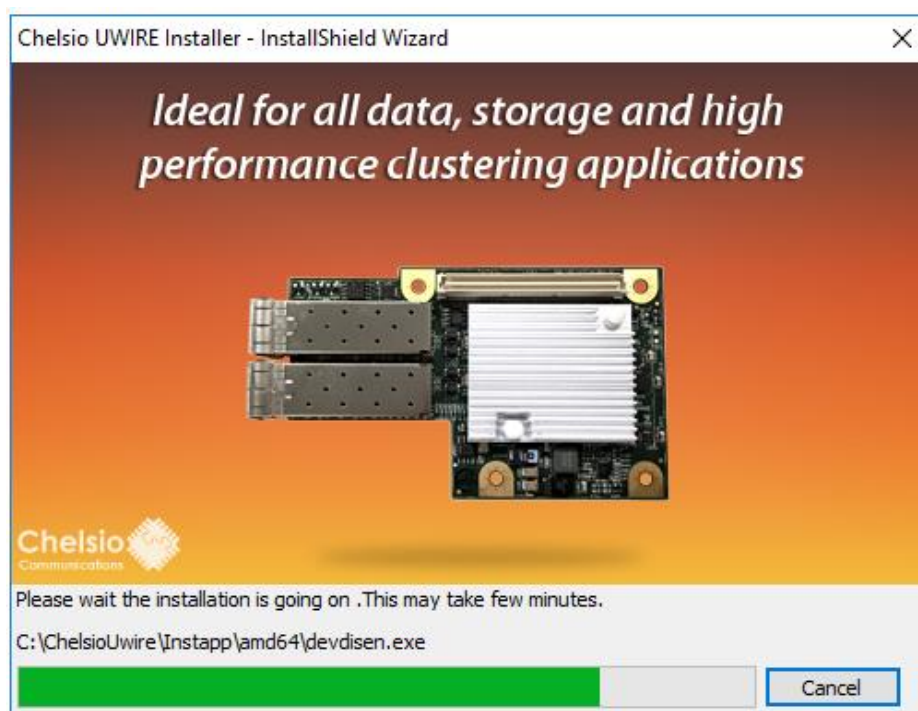 Chelsio UWIRE Installer - InstallShield Wizard
Ideal for all data, storage and high
performance clustering applications
Chelsio
Communications
Please wait the installation is going on .This may take few minutes.
C:\ChelsioUwire\Instapp\amd64\devdisen.exe
Cancel